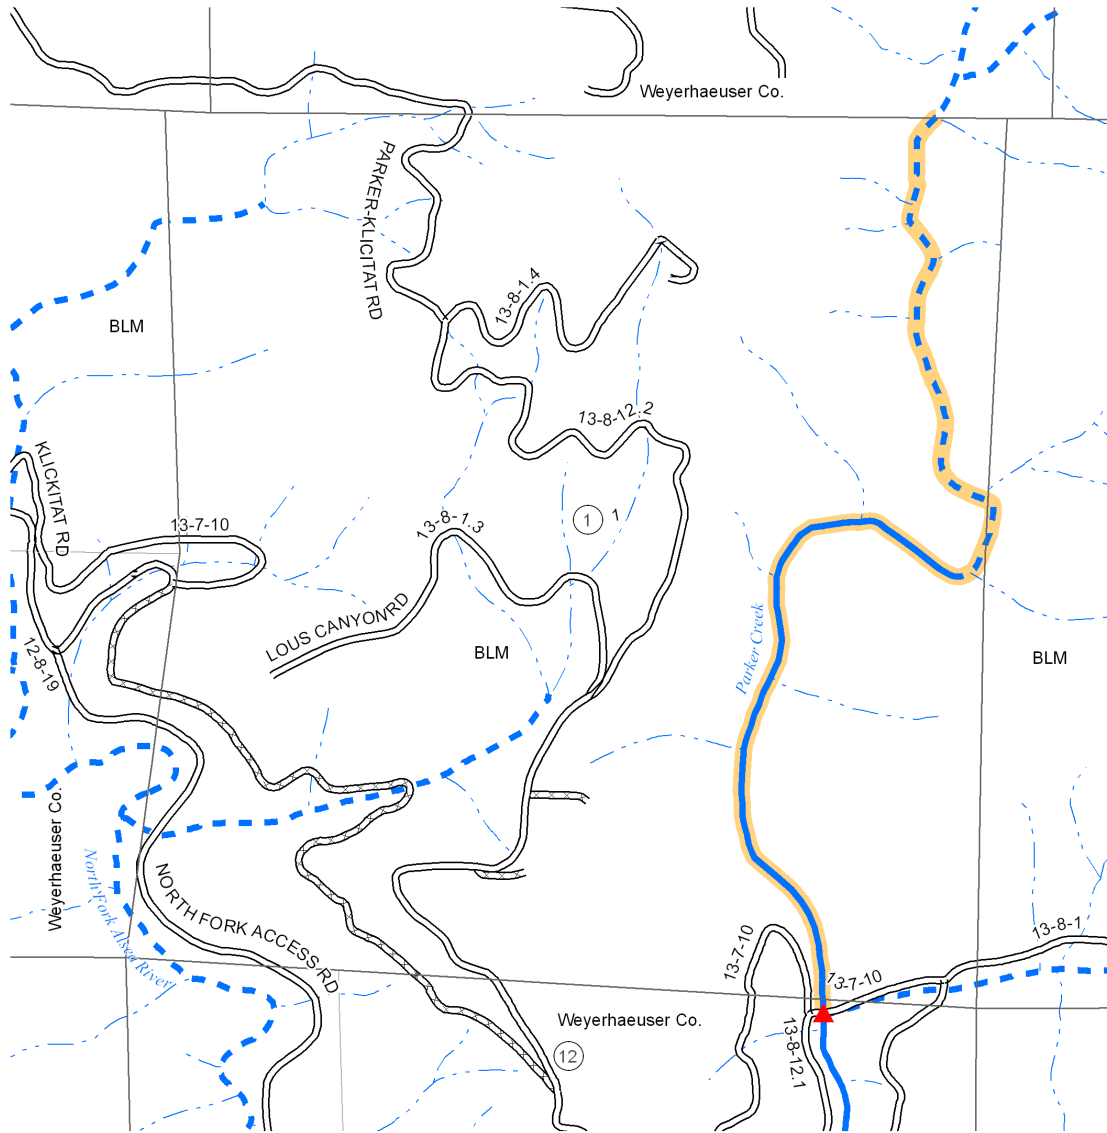 Weyerhaeuser Co.
PARKER-KLICITAT RD
13-8-1.4
BLM
13-8-12.2
KLICKITAT RD
13-7-10
13-8-1.3
1
1
LOUS CANYON RD
Parker Creek
12-8-19
BLM
BLM
Weyerhaeuser Co.
North Fork Alsea River
NORTH FORK ACCESS RD
13-7-10
13-8-1
13-7-10
Weyerhaeuser Co.
13-8-12.1
12